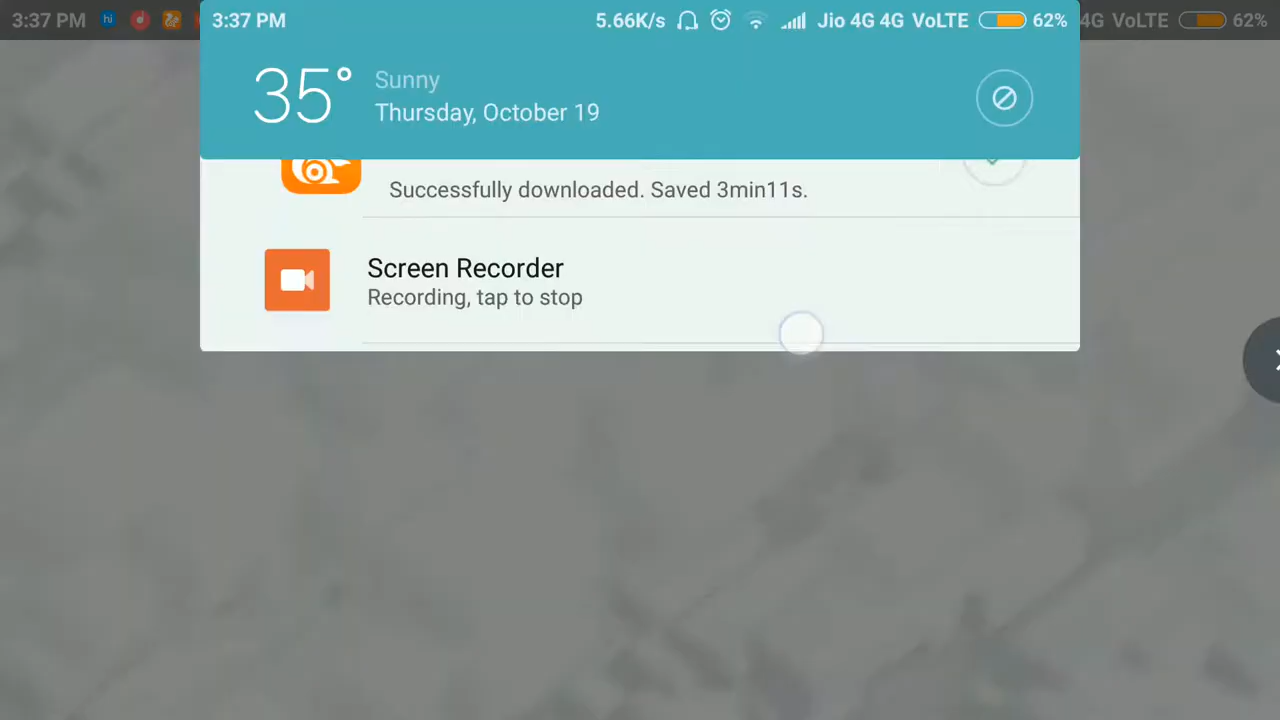 3:37 PM hi
3:37 PM 5.66K/s Jio 4G 4G VoLTE 62%
4G VoLTE 62%
35° Sunny
Thursday, October 19
Successfully downloaded. Saved 3min11s.
Screen Recorder
Recording, tap to stop